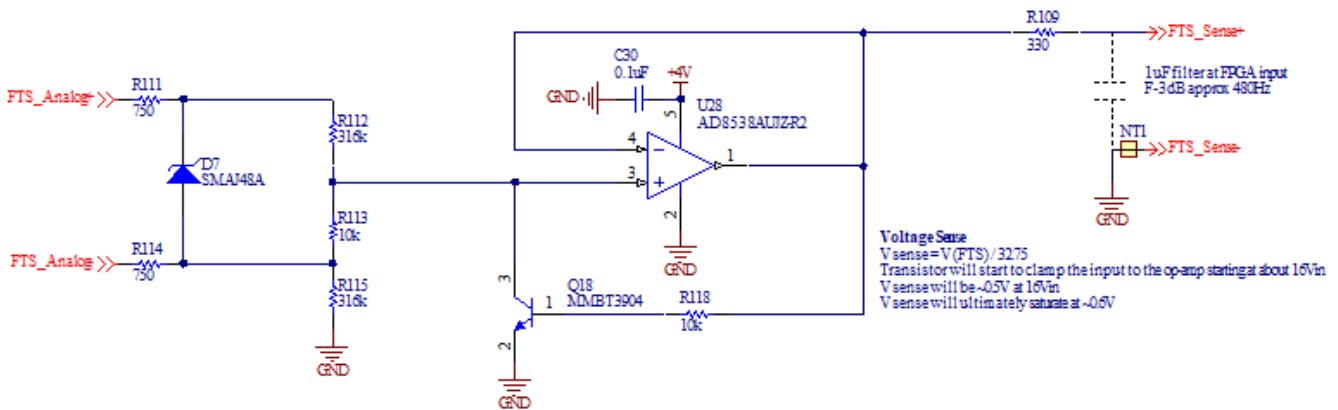 R109
330
FTS_Sense+
C30
0.1uF
+4V
1uF filter at FPGA input
F-3dB approx 480Hz
R111
750
FTS_Analog+
GND
U28
AD8538AUJZ-R2
5
R112
316k
NT1
FTS_Sense-
4
1
D7
SMAJ48A
3
2
GND
R113
10k
GND
R114
750
FTS_Analog-
Voltage Sense
Vsense = V(FTS) / 32.75
Transistor will start to clamp the input to the op-amp starting at about 16Vin
Vsense will be ~0.5V at 16Vin
Vsense will ultimately saturate at ~0.6V
R115
316k
3
Q18
MMBT3904
1
R118
10k
2
GND
GND